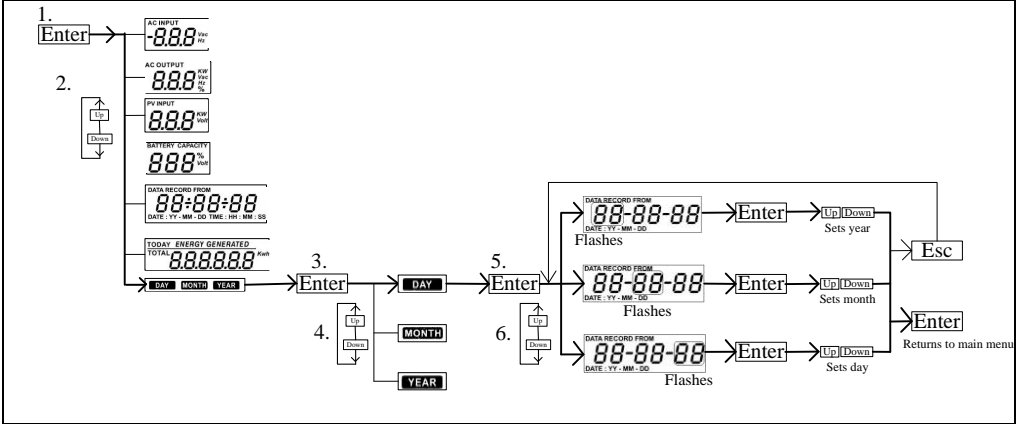 1.
Enter
AC INPUT
-8.8.8 Vac
Hz
2.
Up
Down
AC OUTPUT
8.8.8 KW
Vac
Hz
%
PV INPUT
8.8.8 KW
Volt
BATTERY CAPACITY
888 %
Volt
DATA RECORD FROM
88:88:88
DATE : YY - MM - DD TIME : HH : MM : SS
TODAY ENERGY GENERATED
TOTAL 8.8.8.8.8.8 Kwh
DAY MONTH YEAR
3.
Enter
4.
Up
Down
DAY
MONTH
YEAR
5.
Enter
6.
Up
Down
DATA RECORD FROM
88-88-88
DATE : YY - MM - DD
Flashes
Enter
Up Down
Sets year
DATA RECORD FROM
88-88-88
DATE : YY - MM - DD
Flashes
Enter
Up Down
Sets month
DATA RECORD FROM
88-88-88
DATE : YY - MM - DD
Flashes
Enter
Up Down
Sets day
Esc
Enter
Returns to main menu